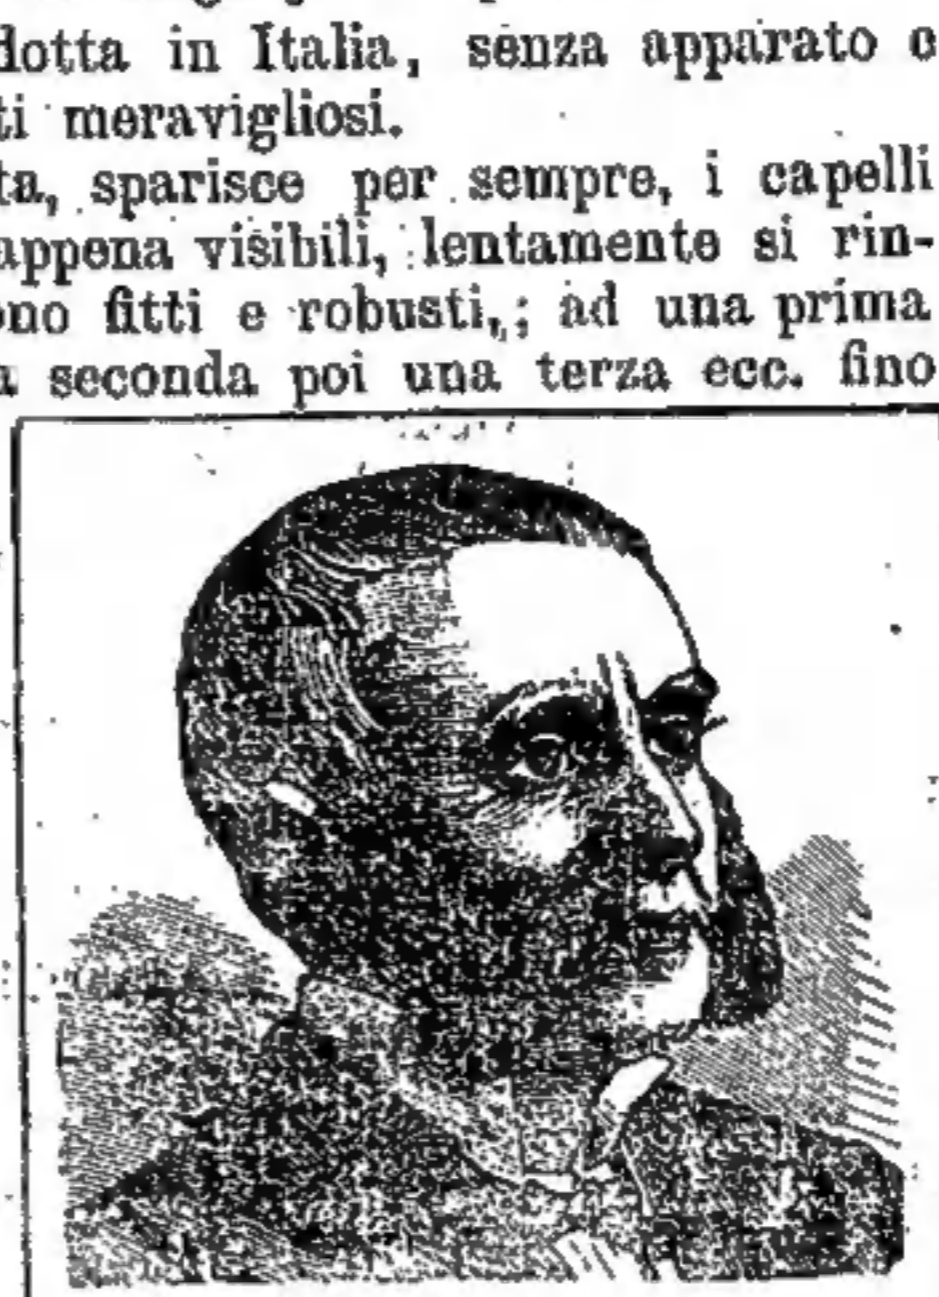 dotta in Italia, senza apparato e
ti meravigliosi.
ta, sparisce per sempre, i capelli
appena visibili, lentamente si rin-
ono fitti e robusti,; ad una prima
a seconda poi una terza ecc. fino